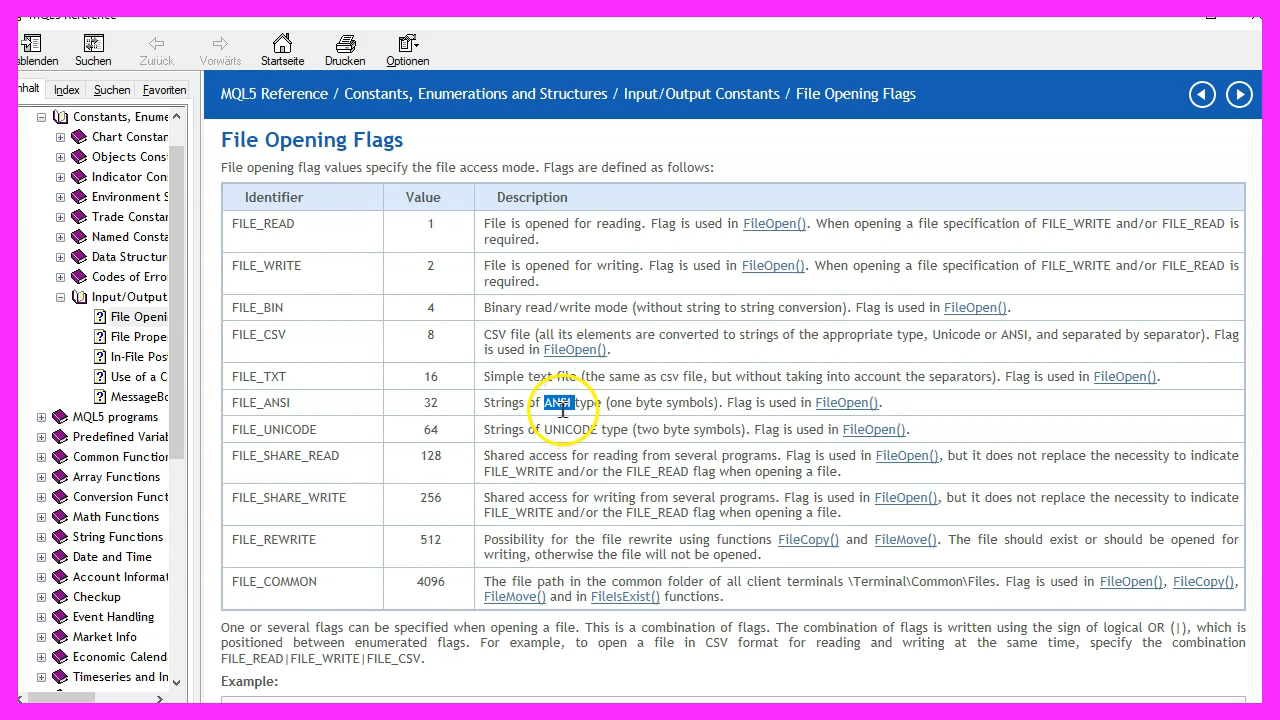 MQL5 Reference
blenden
Suchen
Zurück
Vorwärts
Startseite
Drucken
Optionen
nhalt
Index
Suchen
Favoriten
Constants, Enume
Chart Constan
Objects Const
Indicator Con
Environment S
Trade Constan
Named Consta
Data Structure
Codes of Error
Input/Output
File Openi
File Proper
In-File Posi
Use of a C
MessageBo
MQL5 programs
Predefined Variab
Common Function
Array Functions
Conversion Funct
Math Functions
String Functions
Date and Time
Account Informat
Checkup
Event Handling
Market Info
Economic Calenda
Timeseries and In
MQL5 Reference / Constants, Enumerations and Structures / Input/Output Constants / File Opening Flags
File Opening Flags
File opening flag values specify the file access mode. Flags are defined as follows:
Identifier Value Description
FILE_READ 1 File is opened for reading. Flag is used in FileOpen(). When opening a file specification of FILE_WRITE and/or FILE_READ is
required.
FILE_WRITE 2 File is opened for writing. Flag is used in FileOpen(). When opening a file specification of FILE_WRITE and/or FILE_READ is
required.
FILE_BIN 4 Binary read/write mode (without string to string conversion). Flag is used in FileOpen().
FILE_CSV 8 CSV file (all its elements are converted to strings of the appropriate type, Unicode or ANSI, and separated by separator). Flag
is used in FileOpen().
FILE_TXT 16 Simple text file (the same as csv file, but without taking into account the separators). Flag is used in FileOpen().
FILE_ANSI 32 Strings of ANSI type (one byte symbols). Flag is used in FileOpen().
FILE_UNICODE 64 Strings of UNICODE type (two byte symbols). Flag is used in FileOpen().
FILE_SHARE_READ 128 Shared access for reading from several programs. Flag is used in FileOpen(), but it does not replace the necessity to indicate
FILE_WRITE and/or the FILE_READ flag when opening a file.
FILE_SHARE_WRITE 256 Shared access for writing from several programs. Flag is used in FileOpen(), but it does not replace the necessity to indicate
FILE_WRITE and/or the FILE_READ flag when opening a file.
FILE_REWRITE 512 Possibility for the file rewrite using functions FileCopy() and FileMove(). The file should exist or should be opened for
writing, otherwise the file will not be opened.
FILE_COMMON 4096 The file path in the common folder of all client terminals \Terminal\Common\Files. Flag is used in FileOpen(), FileCopy(),
FileMove() and in FileIsExist() functions.
One or several flags can be specified when opening a file. This is a combination of flags. The combination of flags is written using the sign of logical OR (|), which is
positioned between enumerated flags. For example, to open a file in CSV format for reading and writing at the same time, specify the combination
FILE_READ|FILE_WRITE|FILE_CSV.
Example: